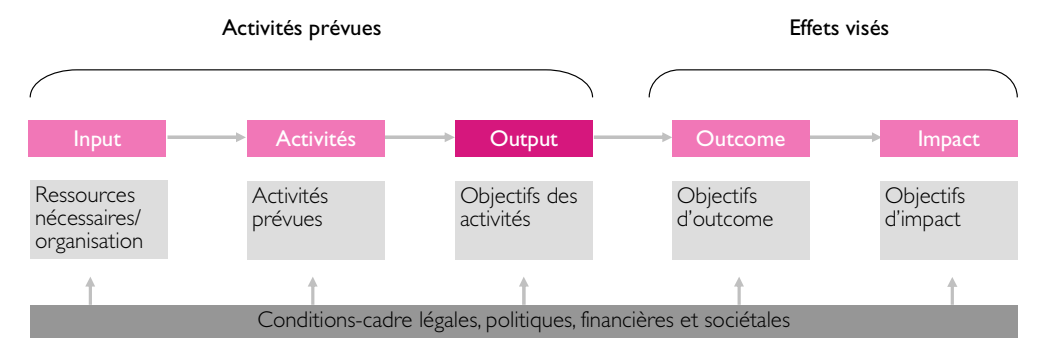 Activités prévues
Effets visés
Input
Activités
Output
Outcome
Impact
Ressources
nécessaires/
organisation
Activités
prévues
Objectifs des
activités
Objectifs
d’outcome
Objectifs
d’impact
Conditions-cadre légales, politiques, financières et sociétales